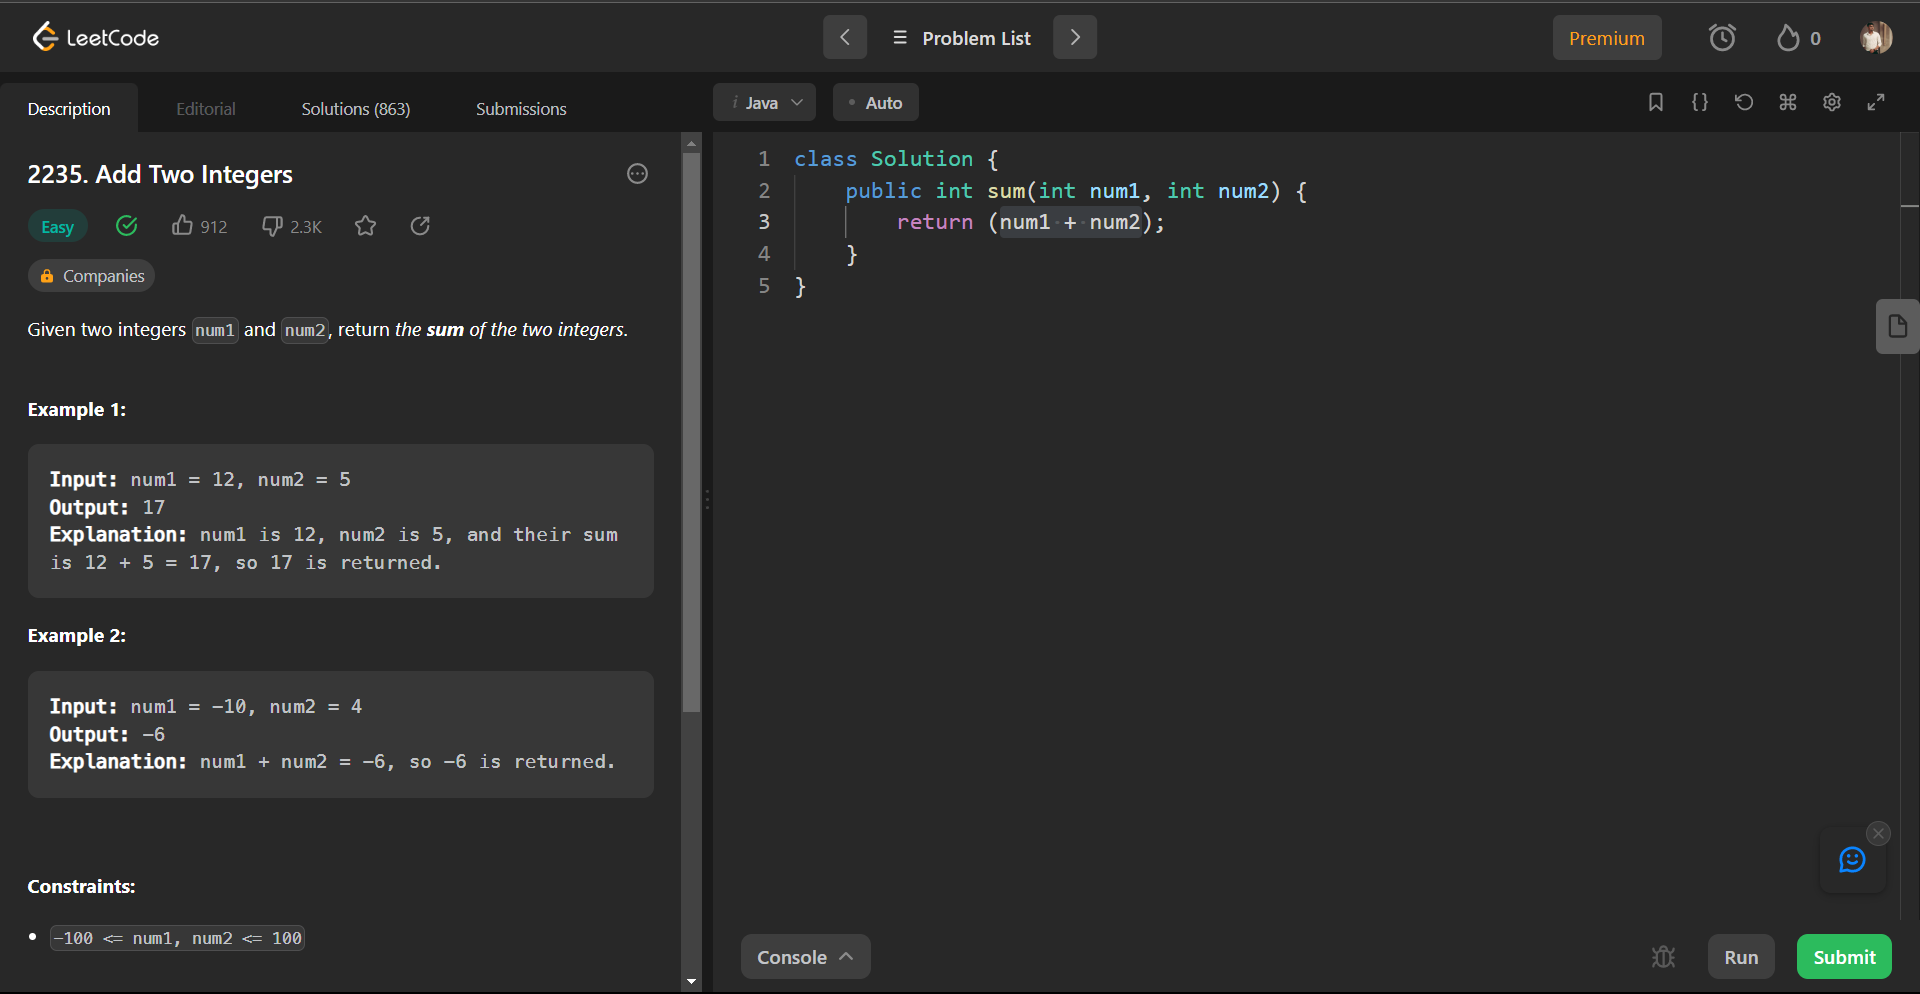 LeetCode
Problem List
Premium
0
Description
Editorial
Solutions (863)
Submissions
2235. Add Two Integers
Easy
912
2.3K
Companies
Given two integers num1 and num2, return the sum of the two integers.
Example 1:
Input: num1 = 12, num2 = 5
Output: 17
Explanation: num1 is 12, num2 is 5, and their sum
is 12 + 5 = 17, so 17 is returned.
Example 2:
Input: num1 = -10, num2 = 4
Output: -6
Explanation: num1 + num2 = -6, so -6 is returned.
Constraints:
-100 <= num1, num2 <= 100
i Java
Auto
1 class Solution {
2 public int sum(int num1, int num2) {
3 return (num1 + num2);
4 }
5 }
Console
Run
Submit